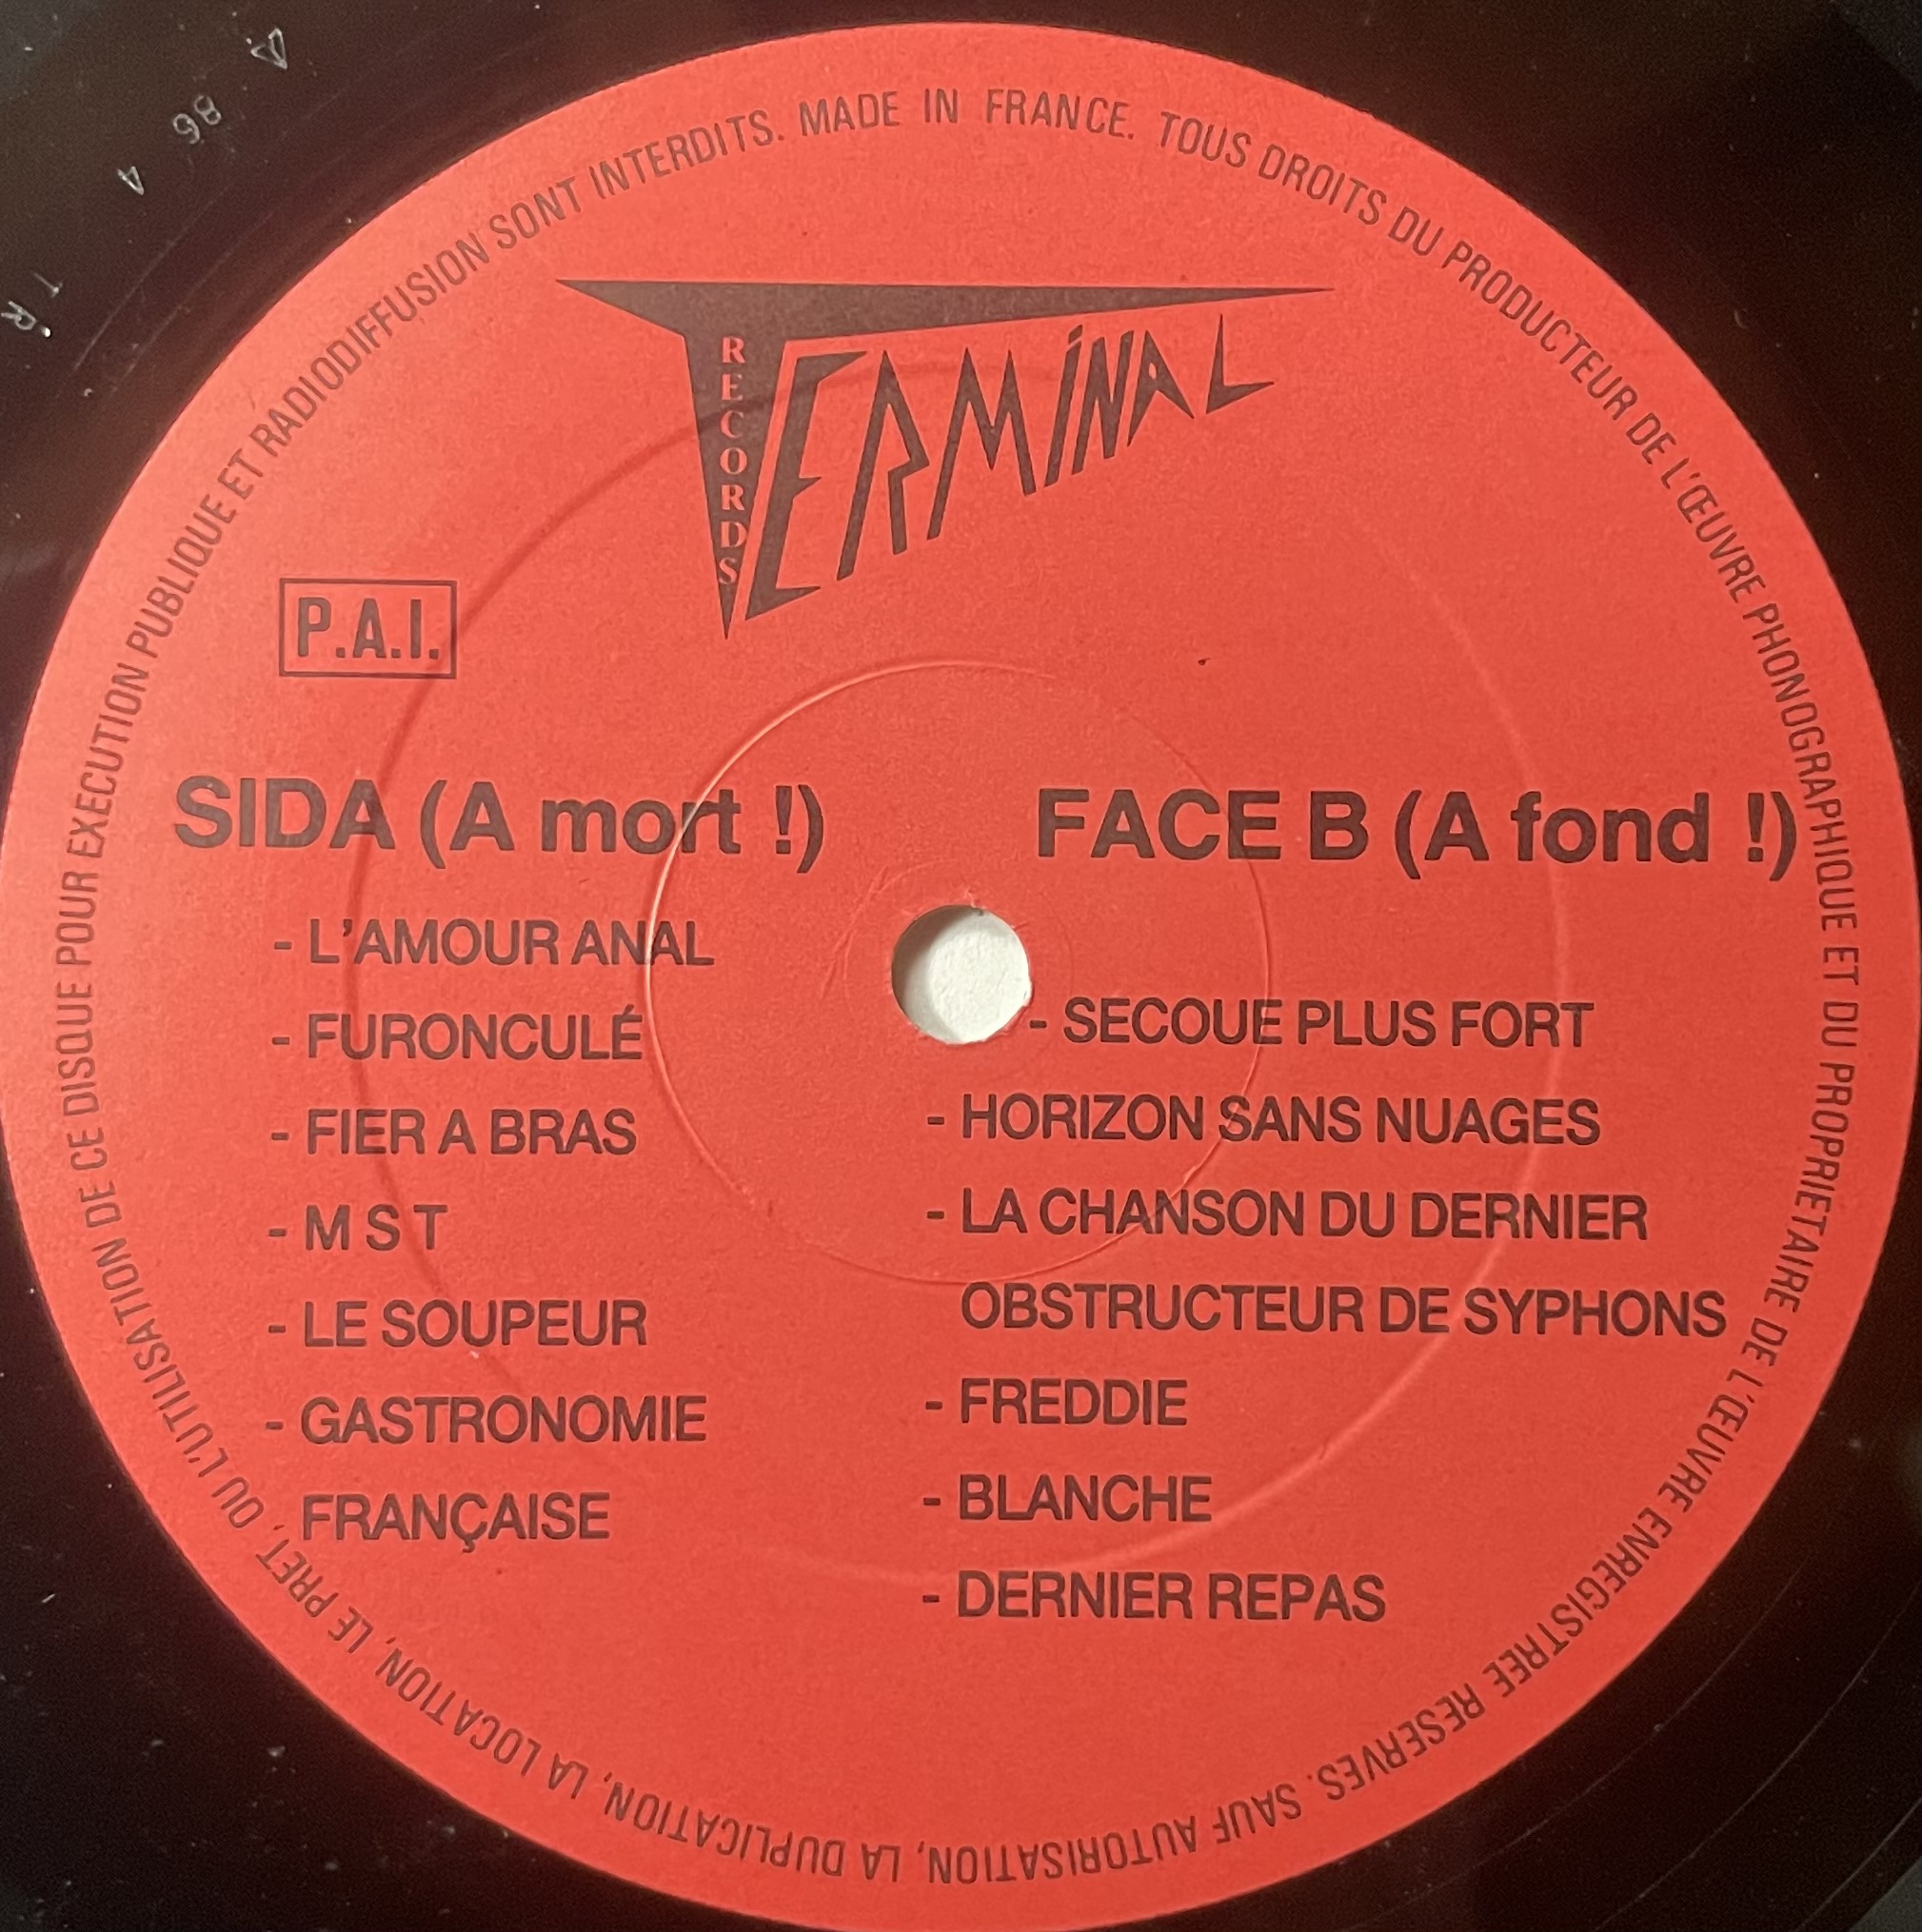 MADE IN FRANCE. TOUS DROITS DU PRODUCTEUR DE L'ŒUVRE PHONOGRAPHIQUE ET DU PROPRIETAIRE DE L'ŒUVRE ENREGISTREE RESERVES. SAUF AUTORISATION, LA DUPLICATION, LA LOCATION, LE PRET, OU L'UTILISATION DE CE DISQUE POUR EXECUTION PUBLIQUE ET RADIODIFFUSION SONT INTERDITS.
TERMINAL
RECORDS
P.A.I.
SIDA (A mort !)
- L'AMOUR ANAL
- FURONCULÉ
- FIER A BRAS
- M S T
- LE SOUPEUR
- GASTRONOMIE
FRANÇAISE
FACE B (A fond !)
- SECOUE PLUS FORT
- HORIZON SANS NUAGES
- LA CHANSON DU DERNIER
OBSTRUCTEUR DE SYPHONS
- FREDDIE
- BLANCHE
- DERNIER REPAS